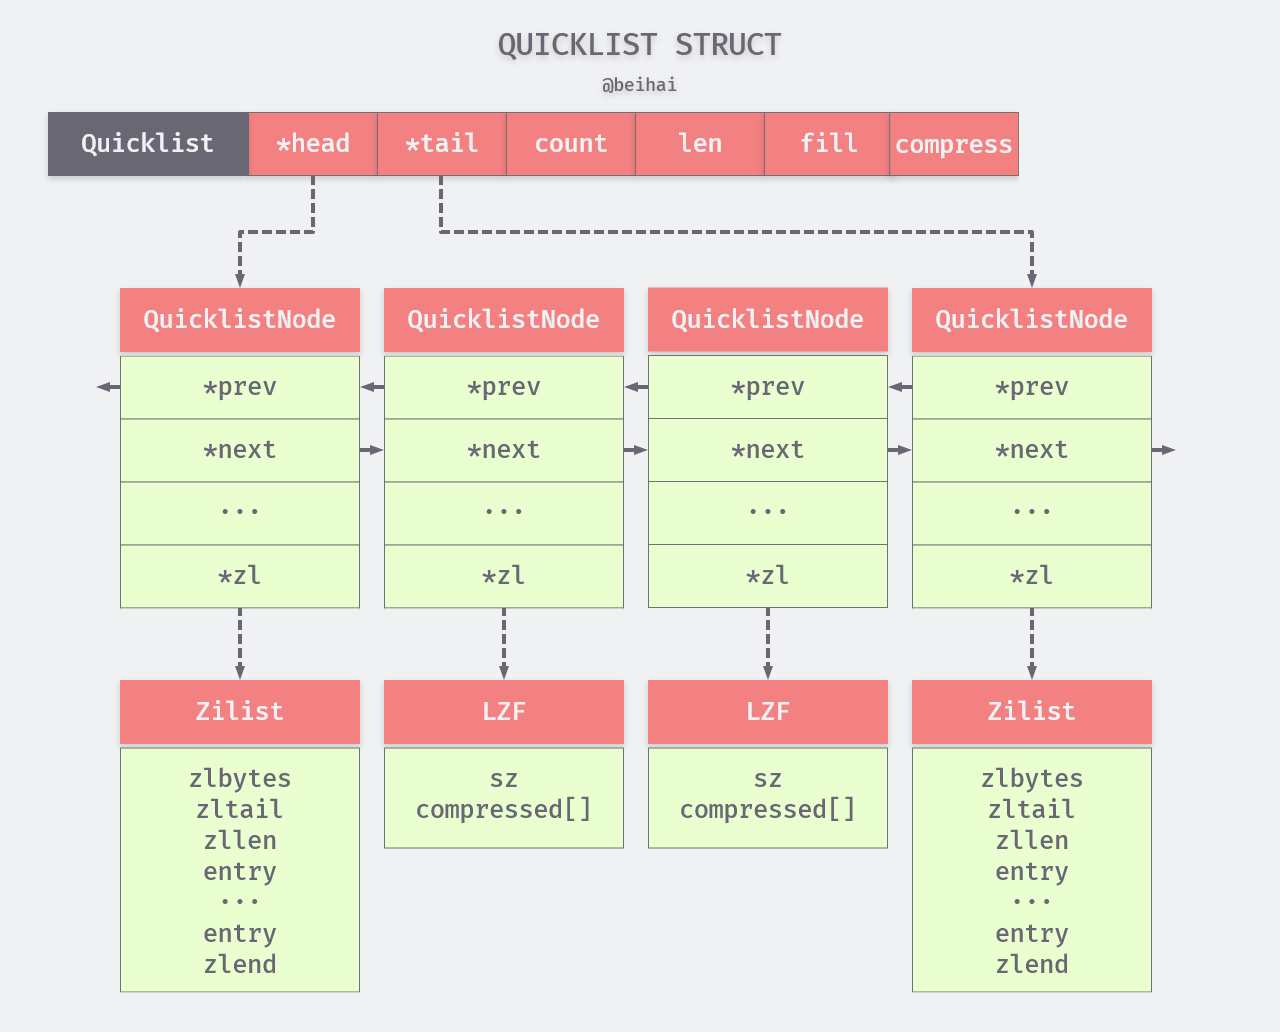 QUICKLIST STRUCT
@beihai
Quicklist *head *tail count len fill compress
QuicklistNode QuicklistNode QuicklistNode QuicklistNode
*prev *prev *prev *prev
*next *next *next *next
... ... ... ...
*zl *zl *zl *zl
Zilist LZF LZF Zilist
zlbytes sz sz zlbytes
zltail compressed[] compressed[] zltail
zllen zllen
entry entry
... ...
entry entry
zlend zlend